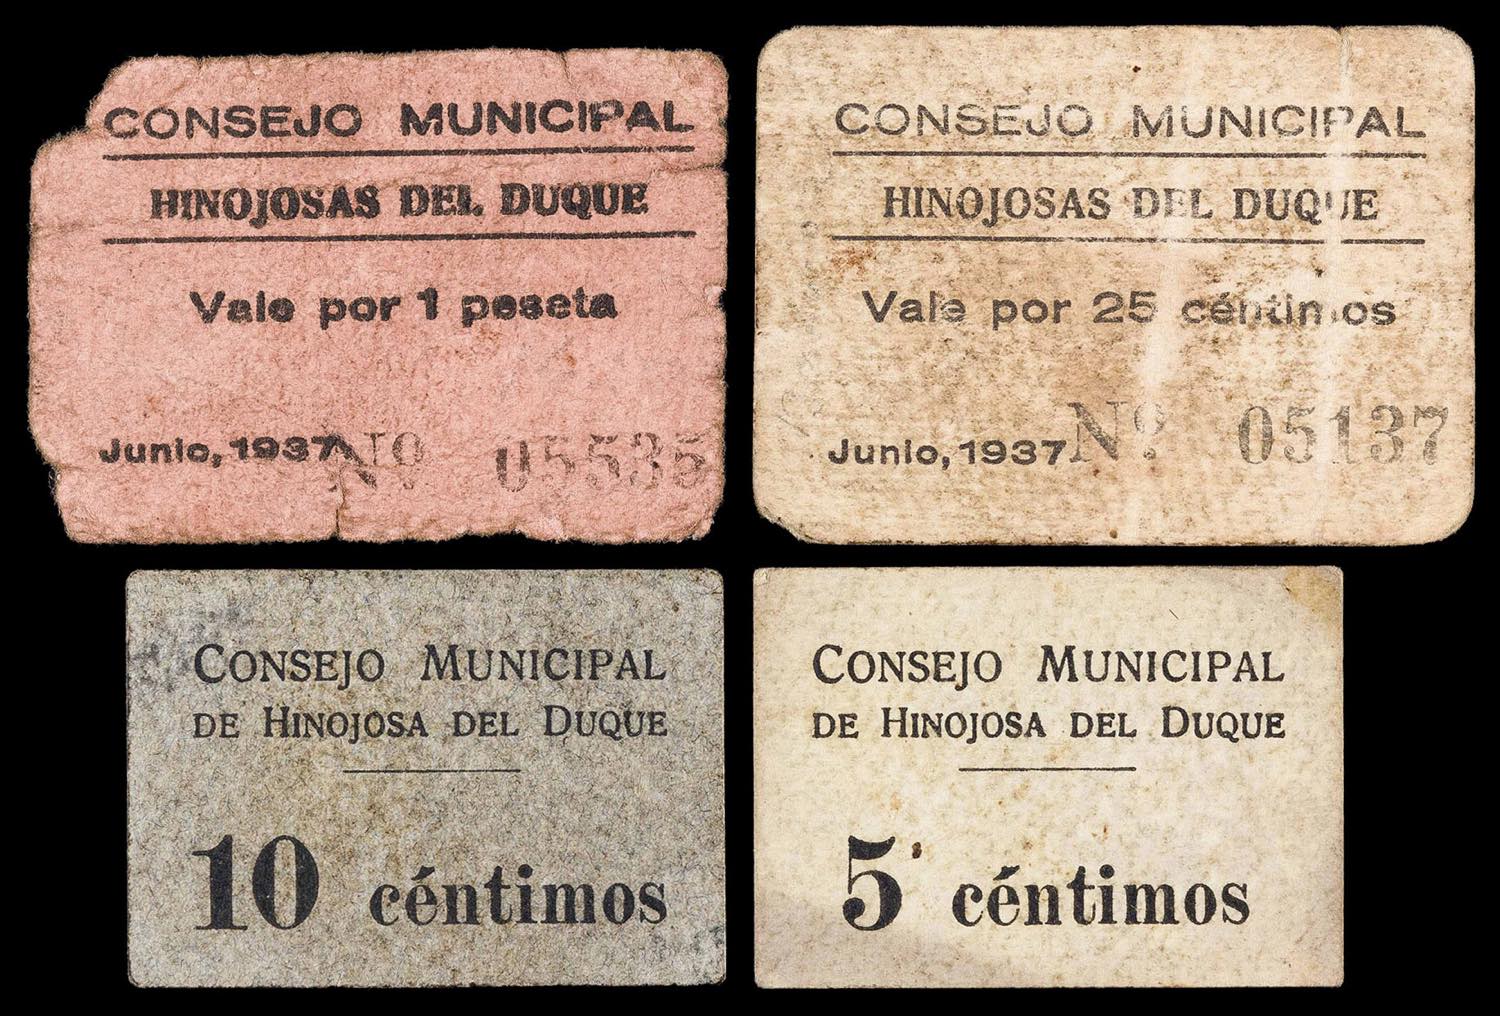 CONSEJO MUNICIPAL
HINOJOSAS DEL DUQUE
Vale por 1 peseta
Junio, 1937 Nº 05535
CONSEJO MUNICIPAL
HINOJOSAS DEL DUQUE
Vale por 25 céntimos
Junio, 1937 Nº 05137
CONSEJO MUNICIPAL
DE HINOJOSA DEL DUQUE
10 céntimos
CONSEJO MUNICIPAL
DE HINOJOSA DEL DUQUE
5 céntimos